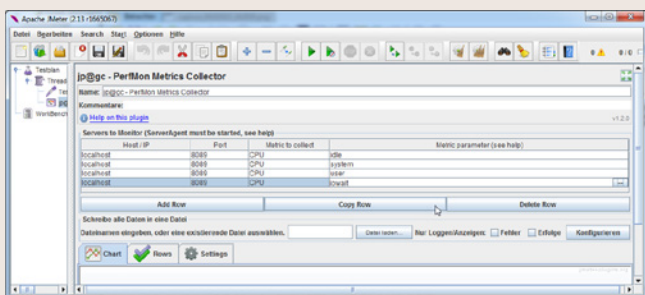 Apache JMeter (2.13 r1665067)
Datei Bearbeiten Search Start Optionen Hilfe
0 / 0
Testplan
Thread
WorkBench
jp@gc - PerfMon Metrics Collector
Name: jp@gc - PerfMon Metrics Collector
Kommentare:
Help on this plugin
v1.2.0
Servers to Monitor (ServerAgent must be started, see help)
Host / IP Port Metric to collect Metric parameter (see help)
localhost 8089 CPU idle
localhost 8089 CPU system
localhost 8089 CPU user
localhost 8089 CPU iowait
Add Row Copy Row Delete Row
Schreibe alle Daten in eine Datei
Dateinamen eingeben, oder eine existierende Datei auswählen. Datei laden... Nur Loggen/Anzeigen: Fehler Erfolge Konfigurieren
Chart Rows Settings